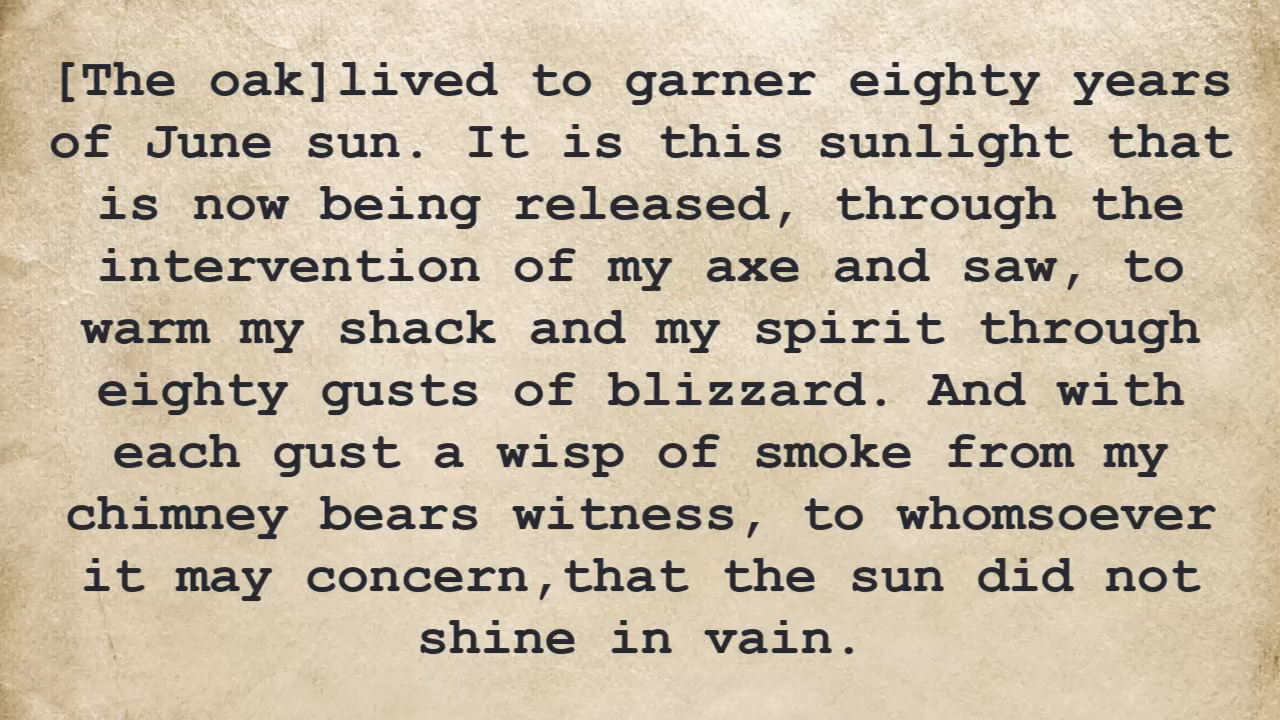 [The oak]lived to garner eighty years
of June sun. It is this sunlight that
is now being released, through the
intervention of my axe and saw, to
warm my shack and my spirit through
eighty gusts of blizzard. And with
each gust a wisp of smoke from my
chimney bears witness, to whomsoever
it may concern,that the sun did not
shine in vain.